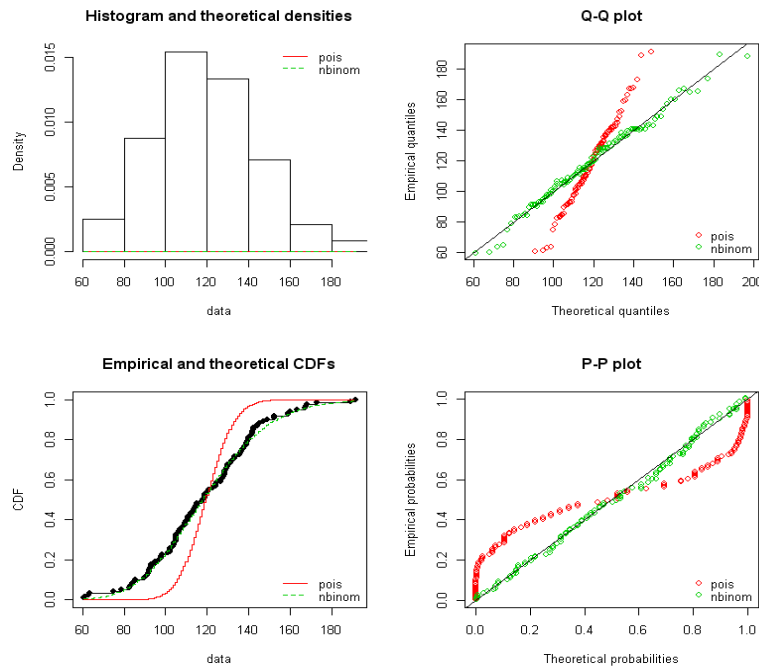 Histogram and theoretical densities
Density
0.000 0.005 0.010 0.015
pois
nbinom
60 80 100 120 140 160 180
data
Q-Q plot
Empirical quantiles
60 80 100 120 140 160 180
pois
nbinom
60 80 100 120 140 160 180 200
Theoretical quantiles
Empirical and theoretical CDFs
CDF
0.0 0.2 0.4 0.6 0.8 1.0
pois
nbinom
60 80 100 120 140 160 180
data
P-P plot
Empirical probabilities
0.0 0.2 0.4 0.6 0.8 1.0
pois
nbinom
0.0 0.2 0.4 0.6 0.8 1.0
Theoretical probabilities